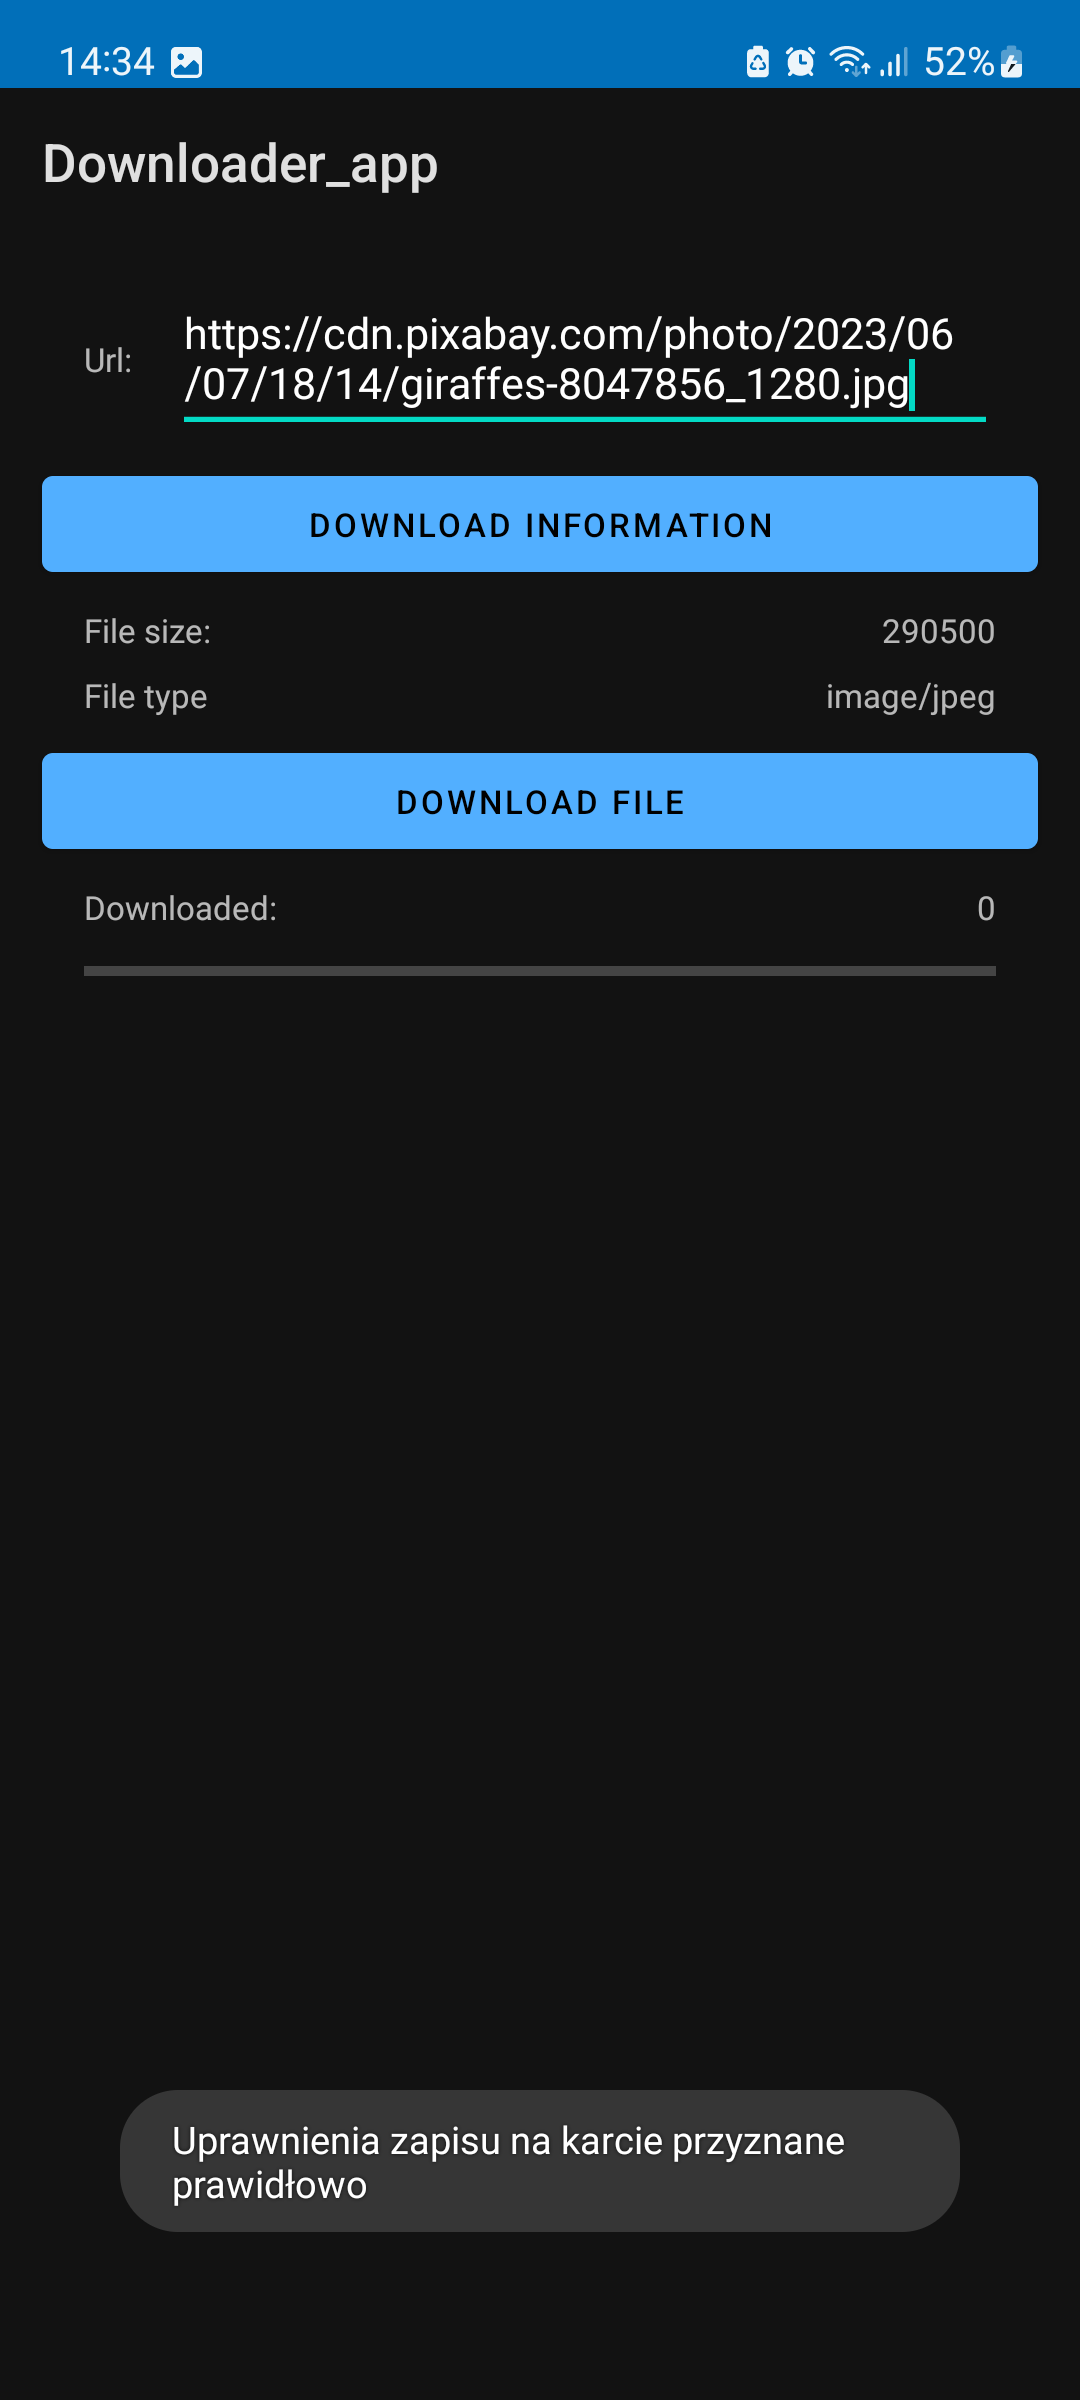 14:34 52%
Downloader_app
Url:
https://cdn.pixabay.com/photo/2023/06
/07/18/14/giraffes-8047856_1280.jpg
DOWNLOAD INFORMATION
File size: 290500
File type image/jpeg
DOWNLOAD FILE
Downloaded: 0
Uprawnienia zapisu na karcie przyznane
prawidłowo